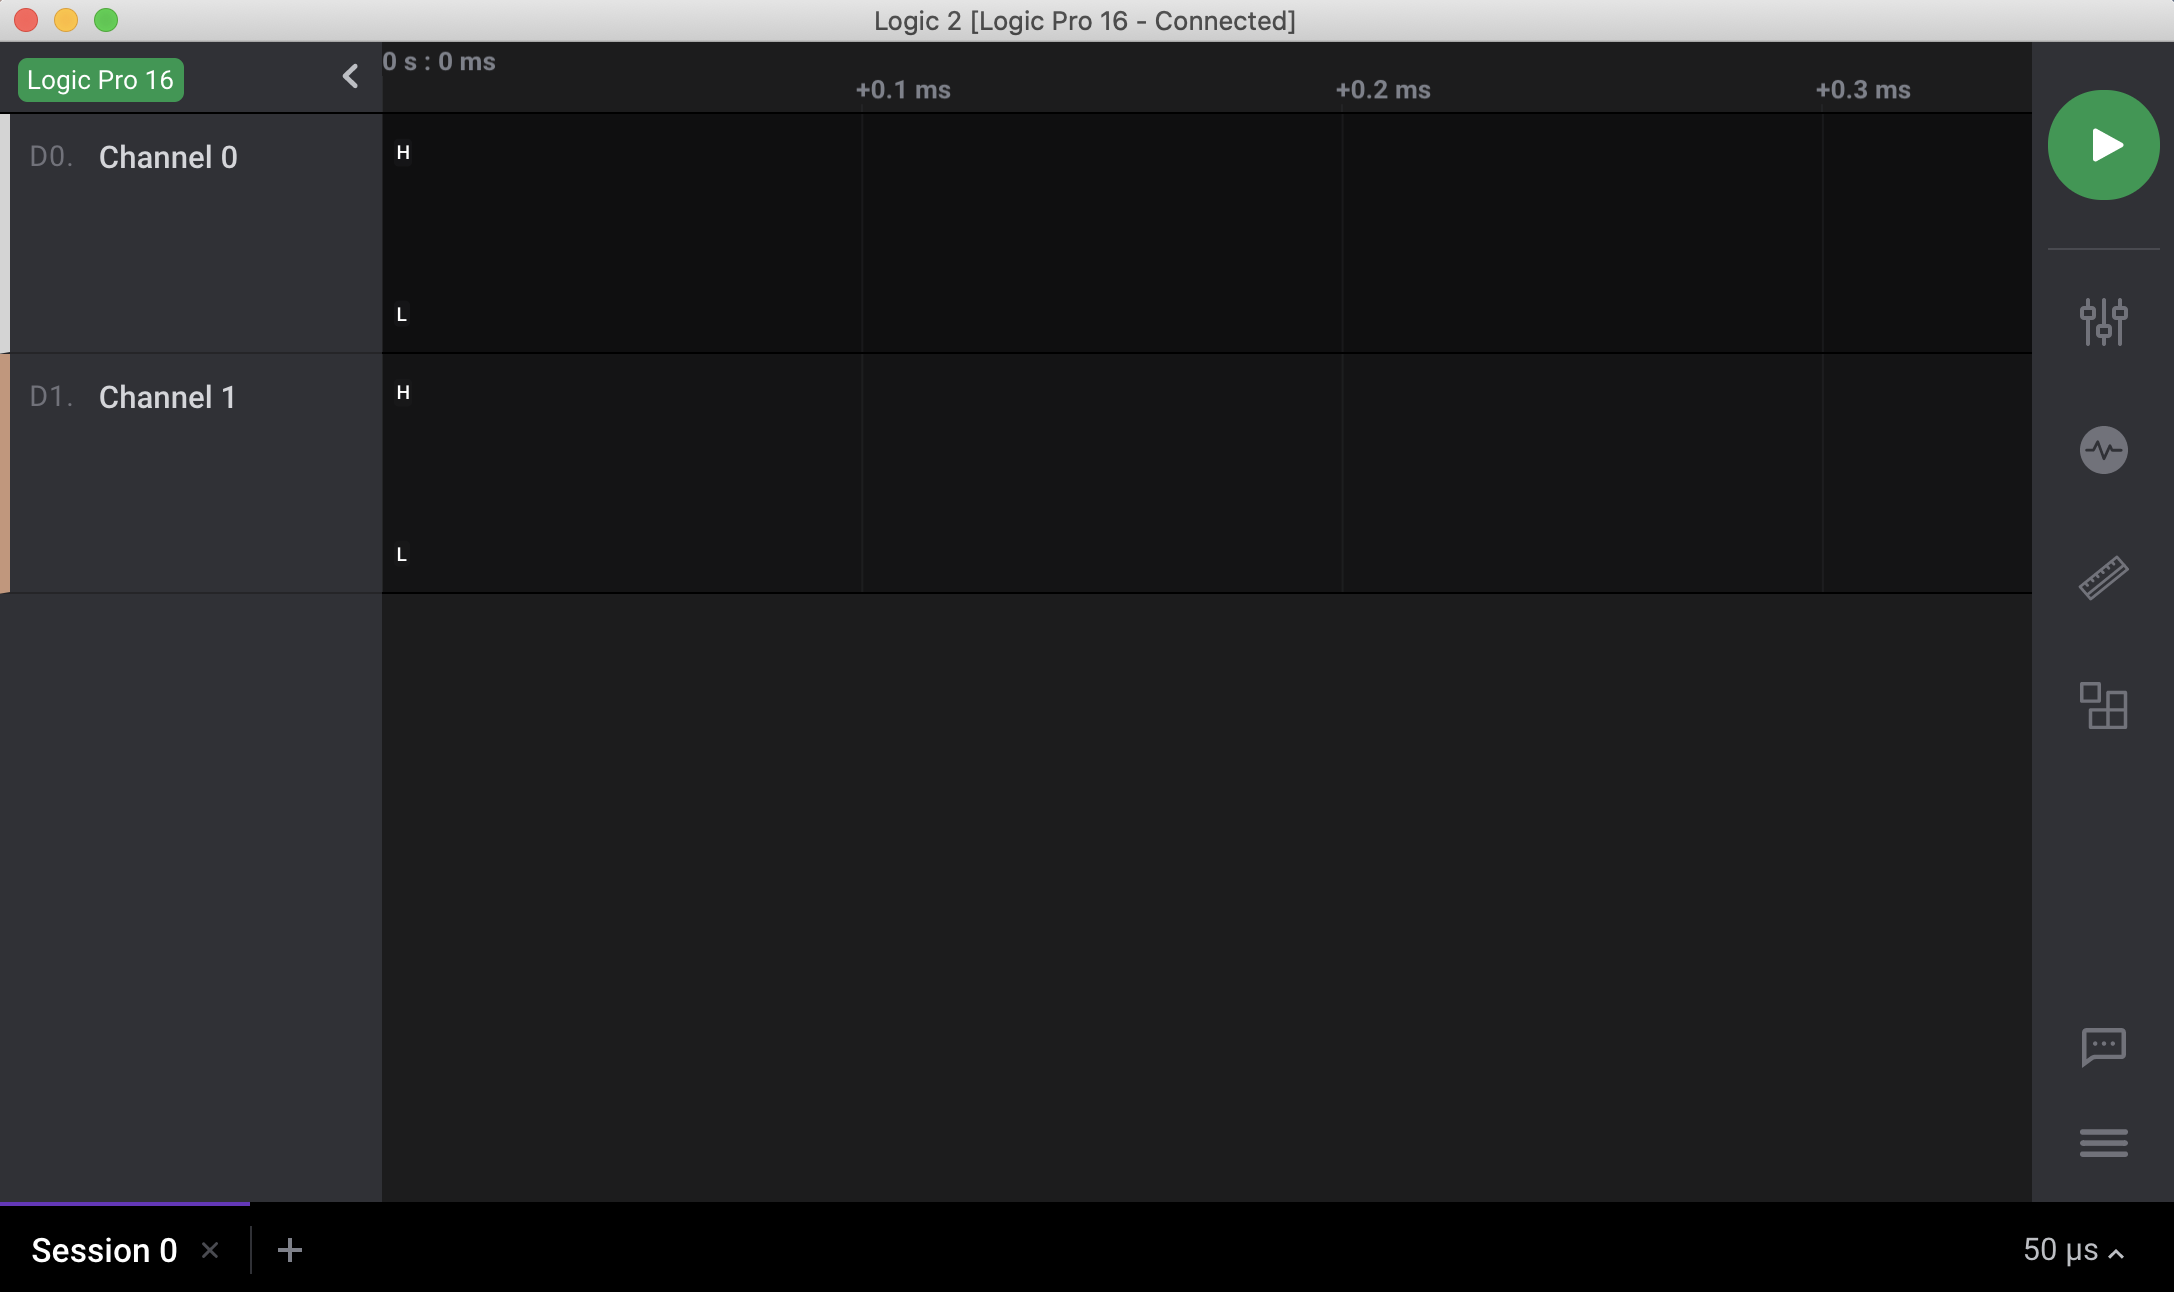 Logic 2 [Logic Pro 16 - Connected]
Logic Pro 16
0 s : 0 ms
+0.1 ms
+0.2 ms
+0.3 ms
D0. Channel 0
H
L
D1. Channel 1
H
L
Session 0
50 µs